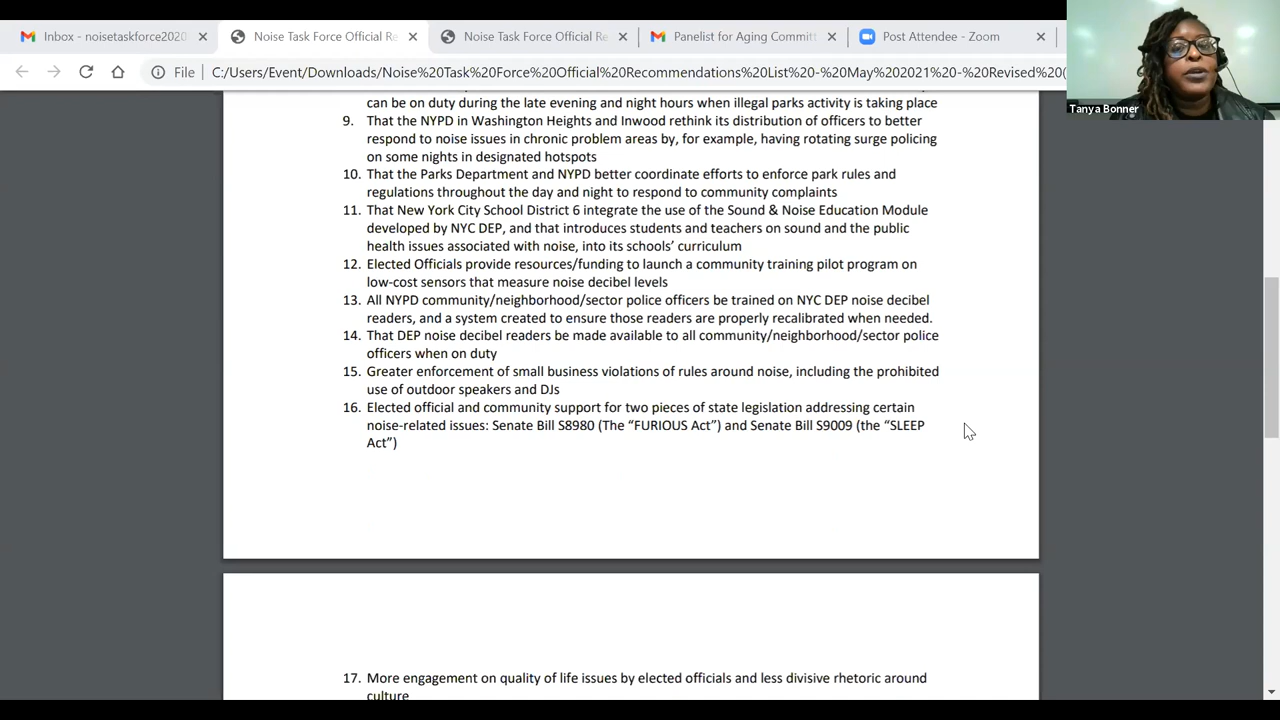 Inbox - noisetaskforce2020
Noise Task Force Official Re
Noise Task Force Official Re
Panelist for Aging Committ
Post Attendee - Zoom
File
C:/Users/Event/Downloads/Noise%20Task%20Force%20Official%20Recommendations%20List%20-%20May%202021%20-%20Revised%20(
Tanya Bonner
can be on duty during the late evening and night hours when illegal parks activity is taking place
9. That the NYPD in Washington Heights and Inwood rethink its distribution of officers to better
respond to noise issues in chronic problem areas by, for example, having rotating surge policing
on some nights in designated hotspots
10. That the Parks Department and NYPD better coordinate efforts to enforce park rules and
regulations throughout the day and night to respond to community complaints
11. That New York City School District 6 integrate the use of the Sound & Noise Education Module
developed by NYC DEP, and that introduces students and teachers on sound and the public
health issues associated with noise, into its schools’ curriculum
12. Elected Officials provide resources/funding to launch a community training pilot program on
low-cost sensors that measure noise decibel levels
13. All NYPD community/neighborhood/sector police officers be trained on NYC DEP noise decibel
readers, and a system created to ensure those readers are properly recalibrated when needed.
14. That DEP noise decibel readers be made available to all community/neighborhood/sector police
officers when on duty
15. Greater enforcement of small business violations of rules around noise, including the prohibited
use of outdoor speakers and DJs
16. Elected official and community support for two pieces of state legislation addressing certain
noise-related issues: Senate Bill S8980 (The “FURIOUS Act”) and Senate Bill S9009 (the “SLEEP
Act”)
17. More engagement on quality of life issues by elected officials and less divisive rhetoric around
culture